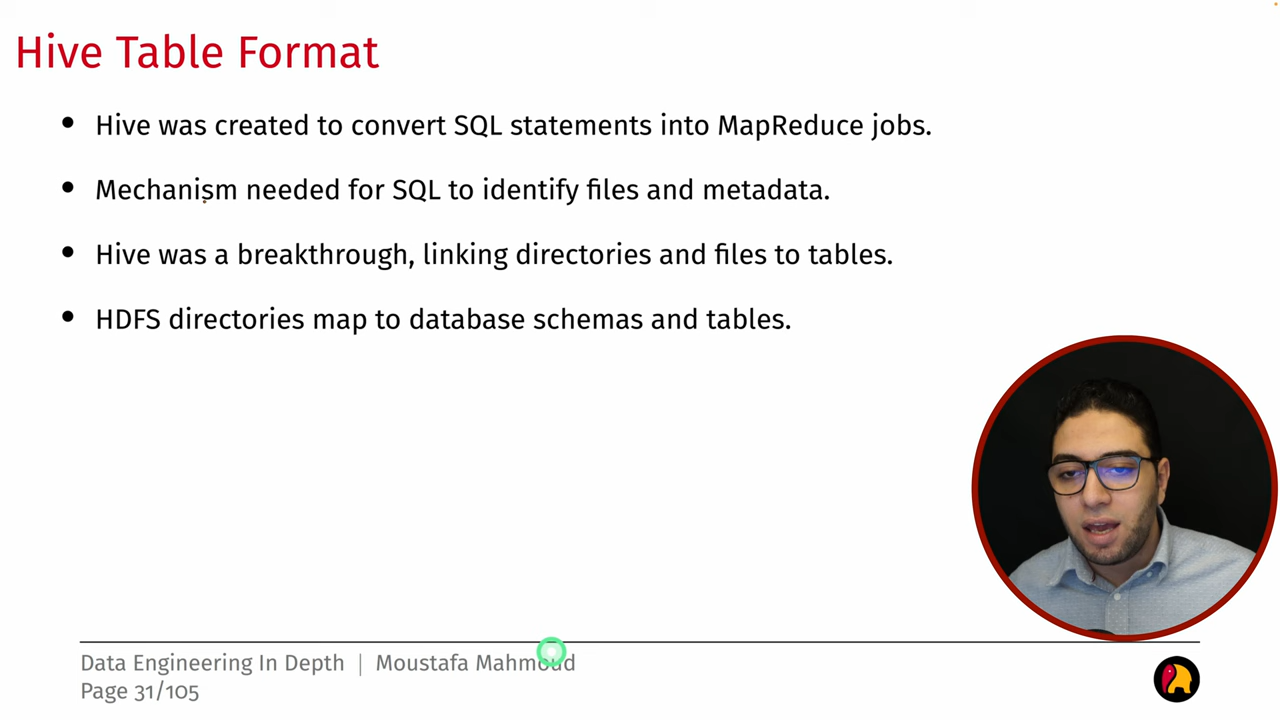 Hive Table Format
• Hive was created to convert SQL statements into MapReduce jobs.
• Mechanism needed for SQL to identify files and metadata.
• Hive was a breakthrough, linking directories and files to tables.
• HDFS directories map to database schemas and tables.
Data Engineering In Depth | Moustafa Mahmoud
Page 31/105